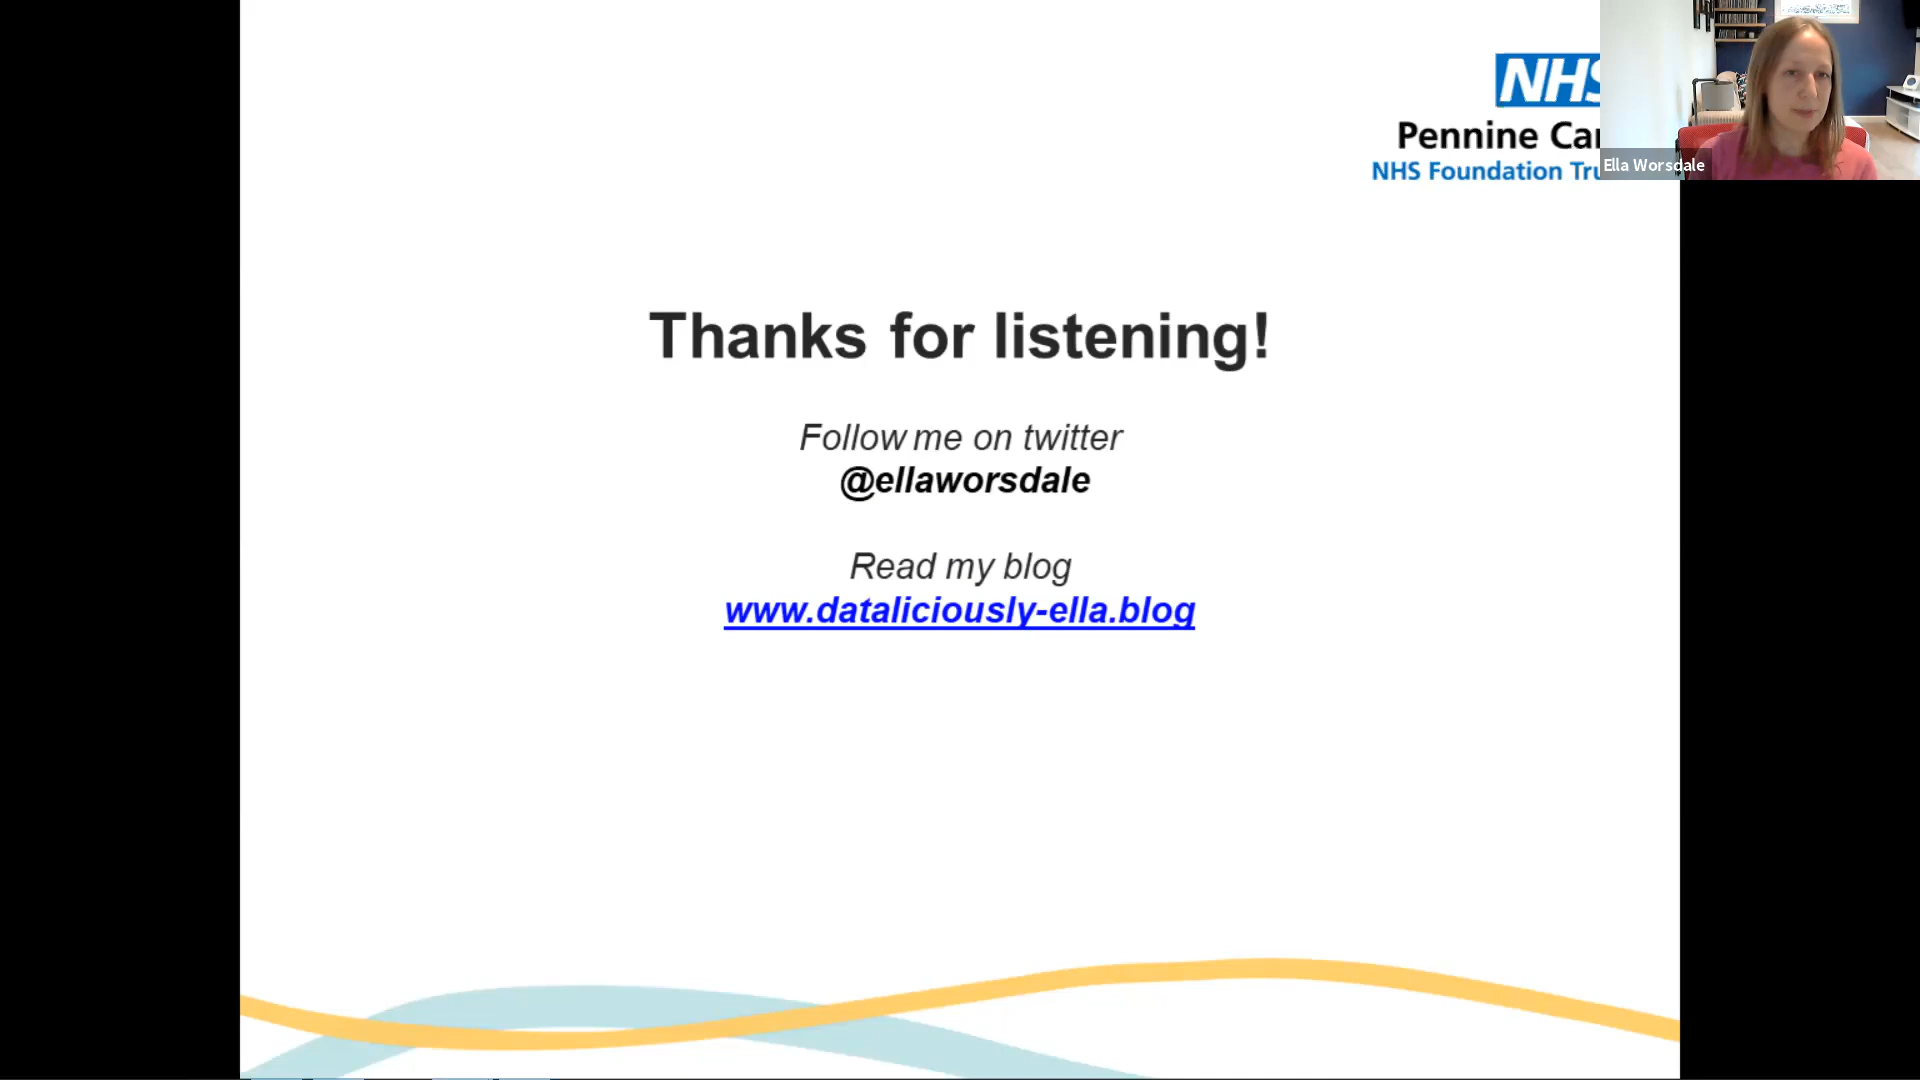 NHS
Pennine Car
NHS Foundation Tru
Ella Worsdale
Thanks for listening!
Follow me on twitter
@ellaworsdale
Read my blog
www.dataliciously-ella.blog